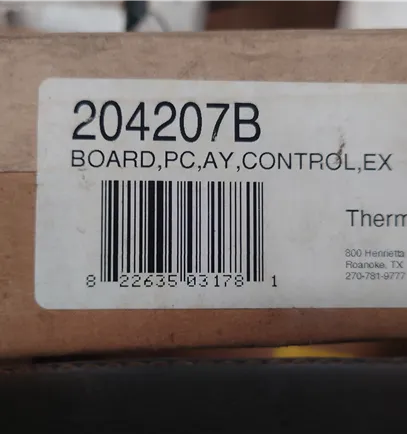 204207B
BOARD,PC,AY,CONTROL,EX
Therm
800 Henrietta
Roanoke, TX
270-781-9777
8 22635 03178 1